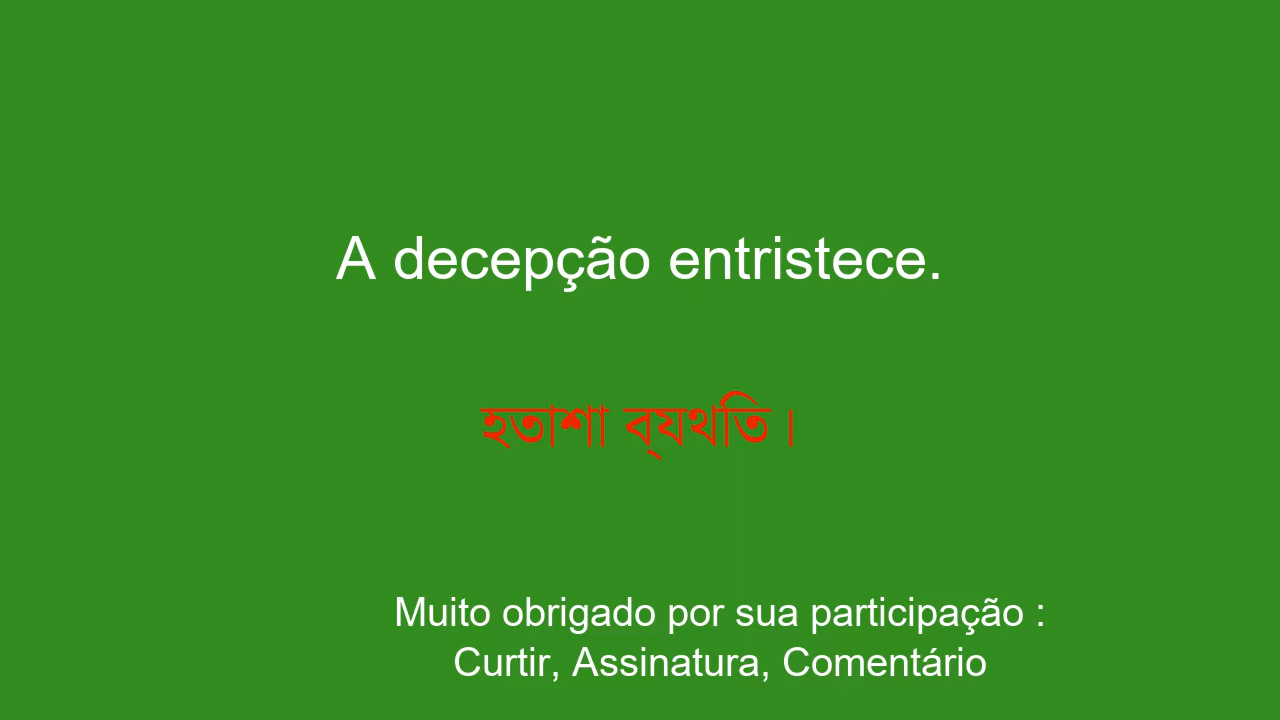 A decepção entristece.
হতাশা ব্যথিত।
Muito obrigado por sua participação :
Curtir, Assinatura, Comentário